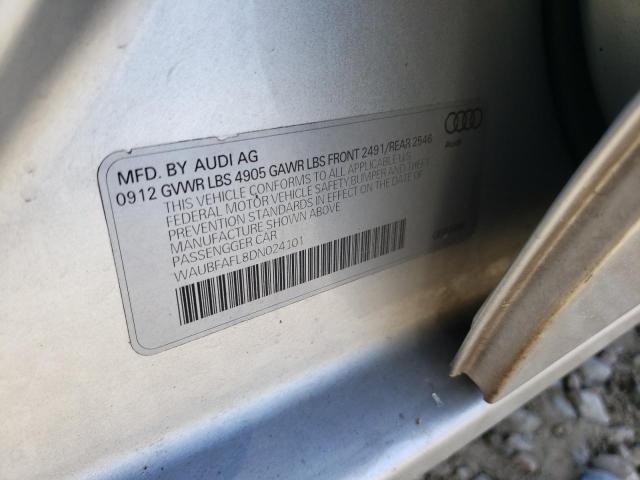 MFD. BY AUDI AG
0912 GVWR LBS 4905 GAWR LBS FRONT 2491/REAR 2546
THIS VEHICLE CONFORMS TO ALL APPLICABLE U.S.
FEDERAL MOTOR VEHICLE SAFETY BUMPER AND THEFT
PREVENTION STANDARDS IN EFFECT ON THE DATE OF
MANUFACTURE SHOWN ABOVE
PASSENGER CAR
WAUBFAFL8DN024101
Audi